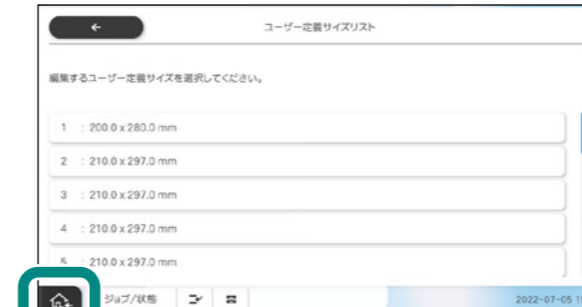 ユーザー定義サイズリスト
編集するユーザー定義サイズを選択してください。
1 : 200.0 x 280.0 mm
2 : 210.0 x 297.0 mm
3 : 210.0 x 297.0 mm
4 : 210.0 x 297.0 mm
5 : 210.0 x 297.0 mm
ジョブ/状態
2022-07-05